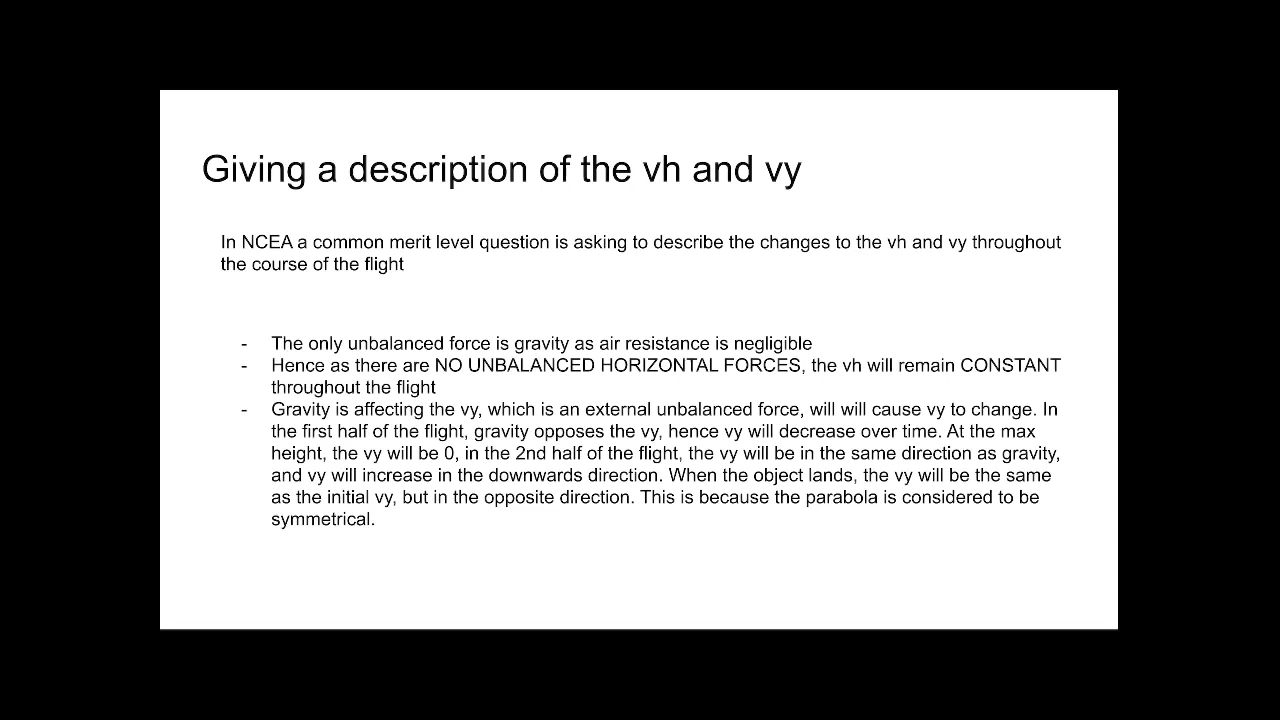 Giving a description of the vh and vy
In NCEA a common merit level question is asking to describe the changes to the vh and vy throughout
the course of the flight
- The only unbalanced force is gravity as air resistance is negligible
- Hence as there are NO UNBALANCED HORIZONTAL FORCES, the vh will remain CONSTANT
throughout the flight
- Gravity is affecting the vy, which is an external unbalanced force, will will cause vy to change. In
the first half of the flight, gravity opposes the vy, hence vy will decrease over time. At the max
height, the vy will be 0, in the 2nd half of the flight, the vy will be in the same direction as gravity,
and vy will increase in the downwards direction. When the object lands, the vy will be the same
as the initial vy, but in the opposite direction. This is because the parabola is considered to be
symmetrical.